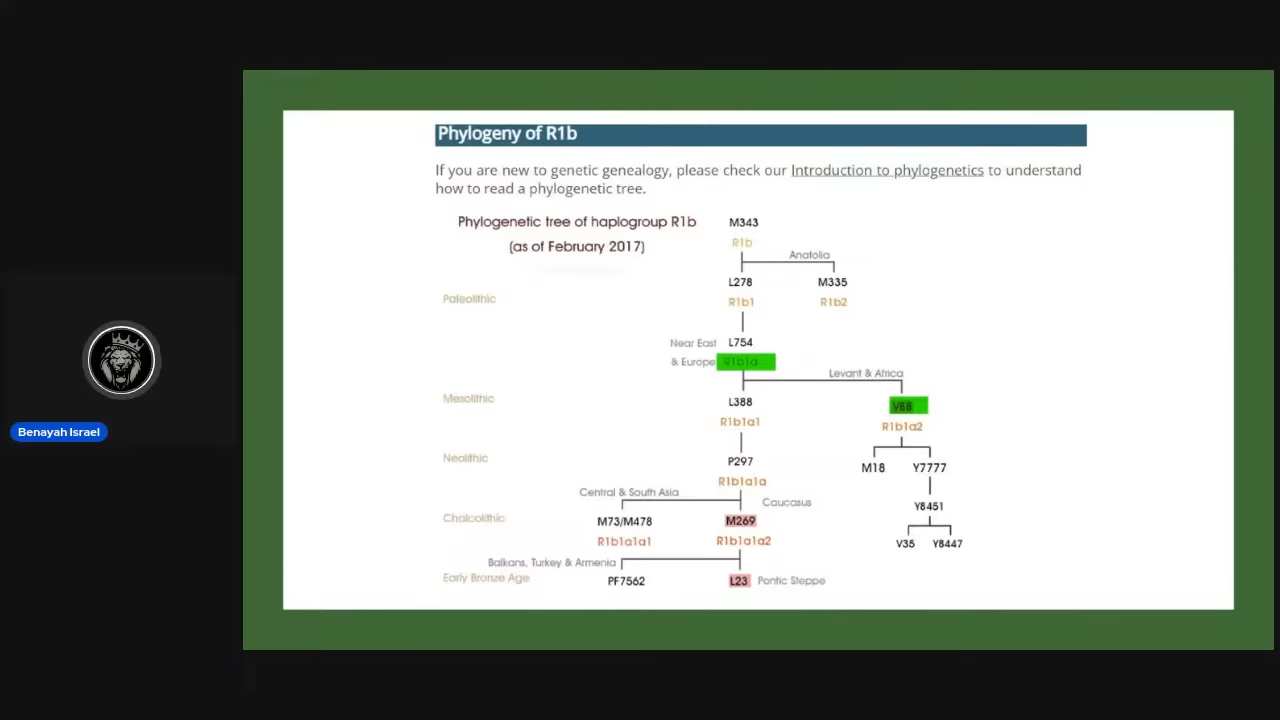 Phylogeny of R1b
If you are new to genetic genealogy, please check our Introduction to phylogenetics to understand
how to read a phylogenetic tree.
Phylogenetic tree of haplogroup R1b
(as of February 2017)
M343
R1b
Anatolia
L278
M335
Paleolithic
R1b1
R1b2
Near East
L754
& Europe
R1b1a
Levant & Africa
Mesolithic
L388
V88
R1b1a1
R1b1a2
Neolithic
P297
M18
Y7777
R1b1a1a
Central & South Asia
Caucasus
Y8451
Chalcolithic
M73/M478
M269
R1b1a1a1
R1b1a1a2
V35
Y8447
Balkans, Turkey & Armenia
Early Bronze Age
PF7562
L23
Pontic Steppe
Benayah Israel